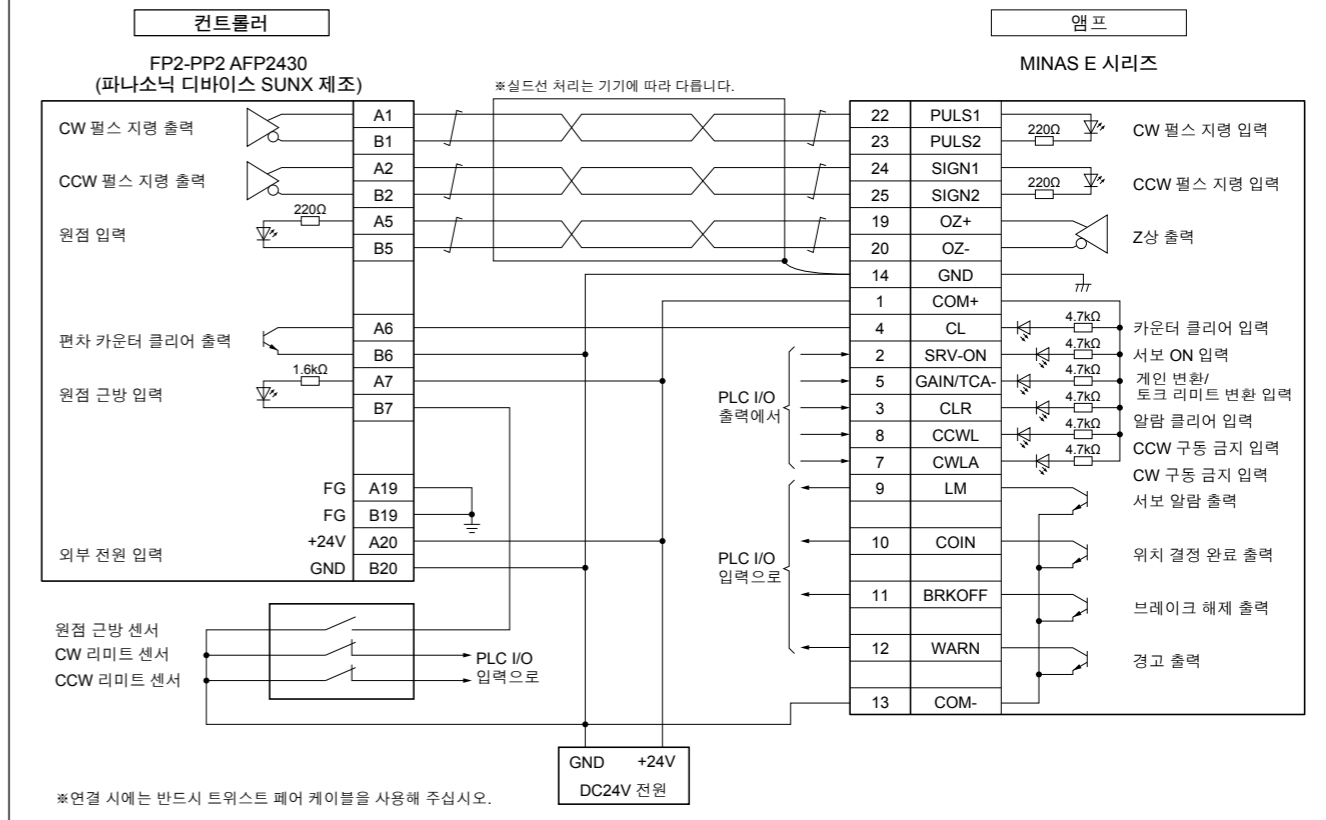 컨트롤러
앰프
FP2-PP2 AFP2430
(파나소닉 디바이스 SUNX 제조)
MINAS E 시리즈
※실드선 처리는 기기에 따라 다릅니다.
CW 펄스 지령 출력
A1
B1
22 PULS1
23 PULS2
220Ω
CW 펄스 지령 입력
CCW 펄스 지령 출력
A2
B2
24 SIGN1
25 SIGN2
220Ω
CCW 펄스 지령 입력
원점 입력
220Ω
A5
B5
19 OZ+
20 OZ-
Z상 출력
14 GND
1 COM+
편차 카운터 클리어 출력
A6
B6
4 CL
4.7kΩ
카운터 클리어 입력
2 SRV-ON
4.7kΩ
서보 ON 입력
원점 근방 입력
1.6kΩ
A7
B7
PLC I/O
출력에서
5 GAIN/TCA-
4.7kΩ
게인 변환/
토크 리미트 변환 입력
3 CLR
4.7kΩ
알람 클리어 입력
8 CCWL
4.7kΩ
CCW 구동 금지 입력
7 CWLA
4.7kΩ
CW 구동 금지 입력
FG A19
FG B19
9 LM
서보 알람 출력
외부 전원 입력
+24V A20
GND B20
PLC I/O
입력으로
10 COIN
위치 결정 완료 출력
11 BRKOFF
브레이크 해제 출력
12 WARN
경고 출력
13 COM-
원점 근방 센서
CW 리미트 센서
CCW 리미트 센서
PLC I/O
입력으로
GND +24V
DC24V 전원
※연결 시에는 반드시 트위스트 페어 케이블을 사용해 주십시오.